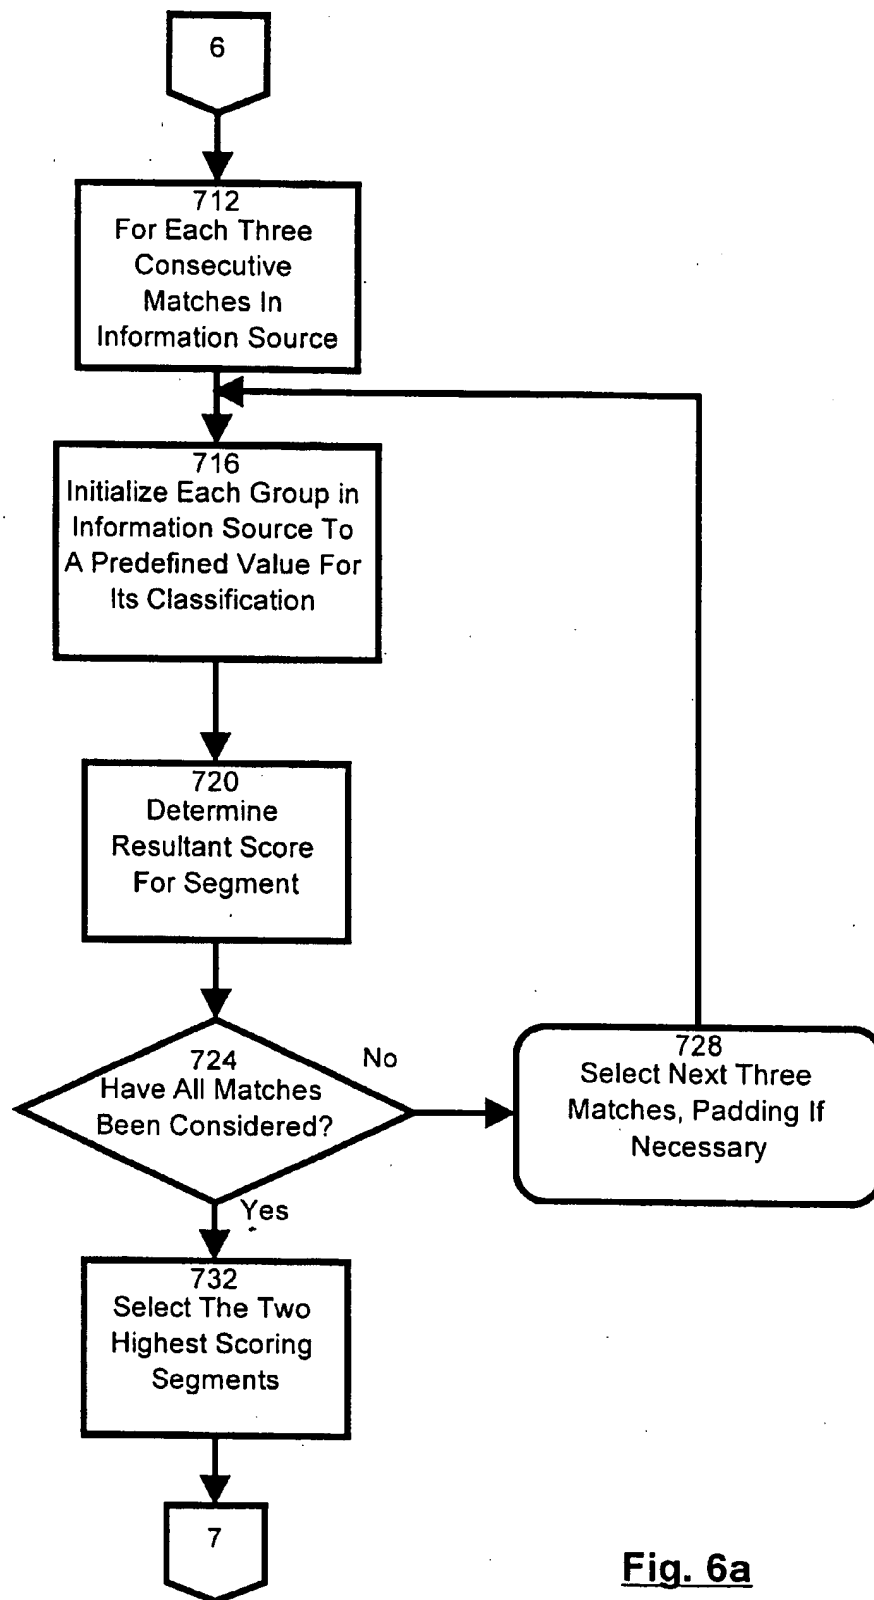 6
712
For Each Three
Consecutive
Matches In
Information Source
716
Initialize Each Group in
Information Source To
A Predefined Value For
Its Classification
720
Determine
Resultant Score
For Segment
724
Have All Matches
Been Considered?
No
728
Select Next Three
Matches, Padding If
Necessary
Yes
732
Select The Two
Highest Scoring
Segments
7
Fig. 6a